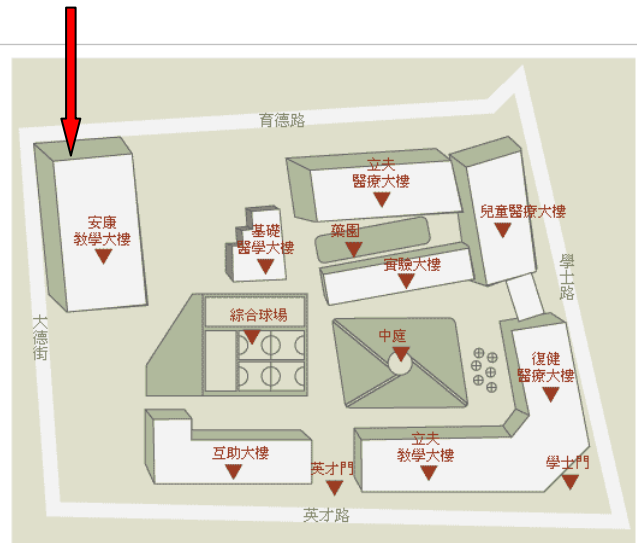 育德路
立夫
醫療大樓
兒童醫療大樓
安康
教學大樓
基礎
醫學大樓
藥園
實驗大樓
學士路
大德街
綜合球場
中庭
復健
醫療大樓
互助大樓
立夫
教學大樓
英才門
學士門
英才路